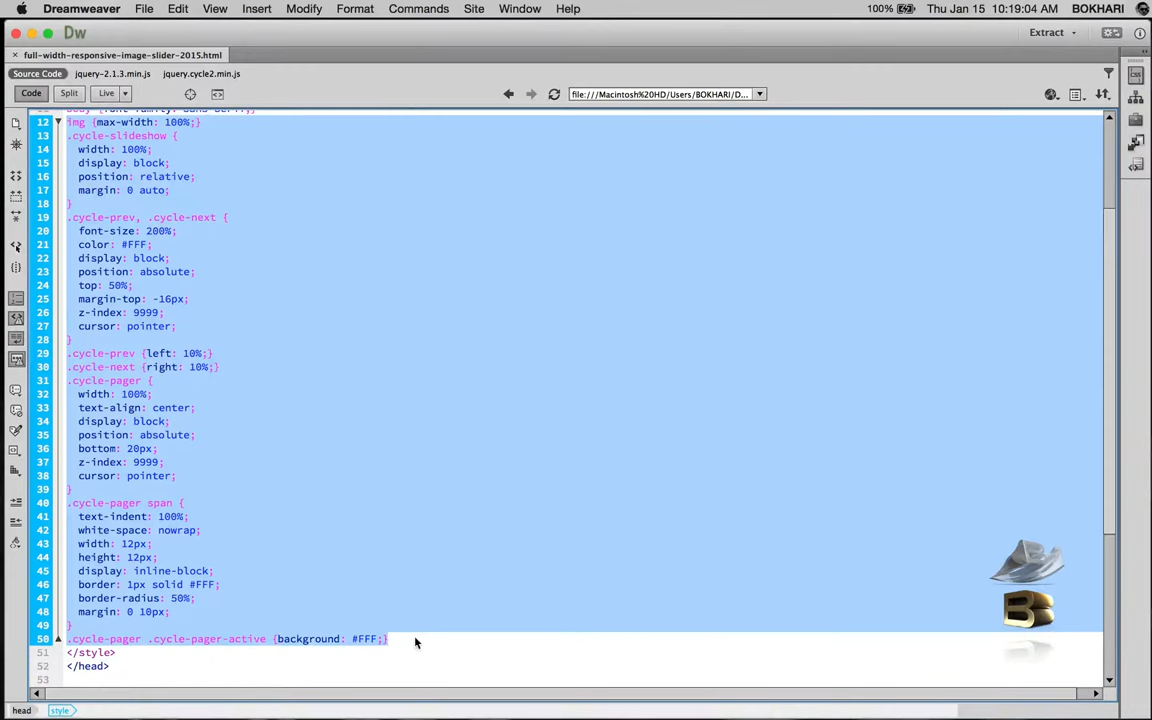 Dreamweaver File Edit View Insert Modify Format Commands Site Window Help 100% Thu Jan 15 10:19:04 AM BOKHARI
Dw Extract
× full-width-responsive-image-slider-2015.html
Source Code jquery-2.1.3.min.js jquery.cycle2.min.js
Code Split Live file:///Macintosh%20HD/Users/BOKHARI/D...
12 img {max-width: 100%;}
13 .cycle-slideshow {
14 width: 100%;
15 display: block;
16 position: relative;
17 margin: 0 auto;
18 }
19 .cycle-prev, .cycle-next {
20 font-size: 200%;
21 color: #FFF;
22 display: block;
23 position: absolute;
24 top: 50%;
25 margin-top: -16px;
26 z-index: 9999;
27 cursor: pointer;
28 }
29 .cycle-prev {left: 10%;}
30 .cycle-next {right: 10%;}
31 .cycle-pager {
32 width: 100%;
33 text-align: center;
34 display: block;
35 position: absolute;
36 bottom: 20px;
37 z-index: 9999;
38 cursor: pointer;
39 }
40 .cycle-pager span {
41 text-indent: 100%;
42 white-space: nowrap;
43 width: 12px;
44 height: 12px;
45 display: inline-block;
46 border: 1px solid #FFF;
47 border-radius: 50%;
48 margin: 0 10px;
49 }
50 .cycle-pager .cycle-pager-active {background: #FFF;}
51 </style>
52 </head>
53
head style
B